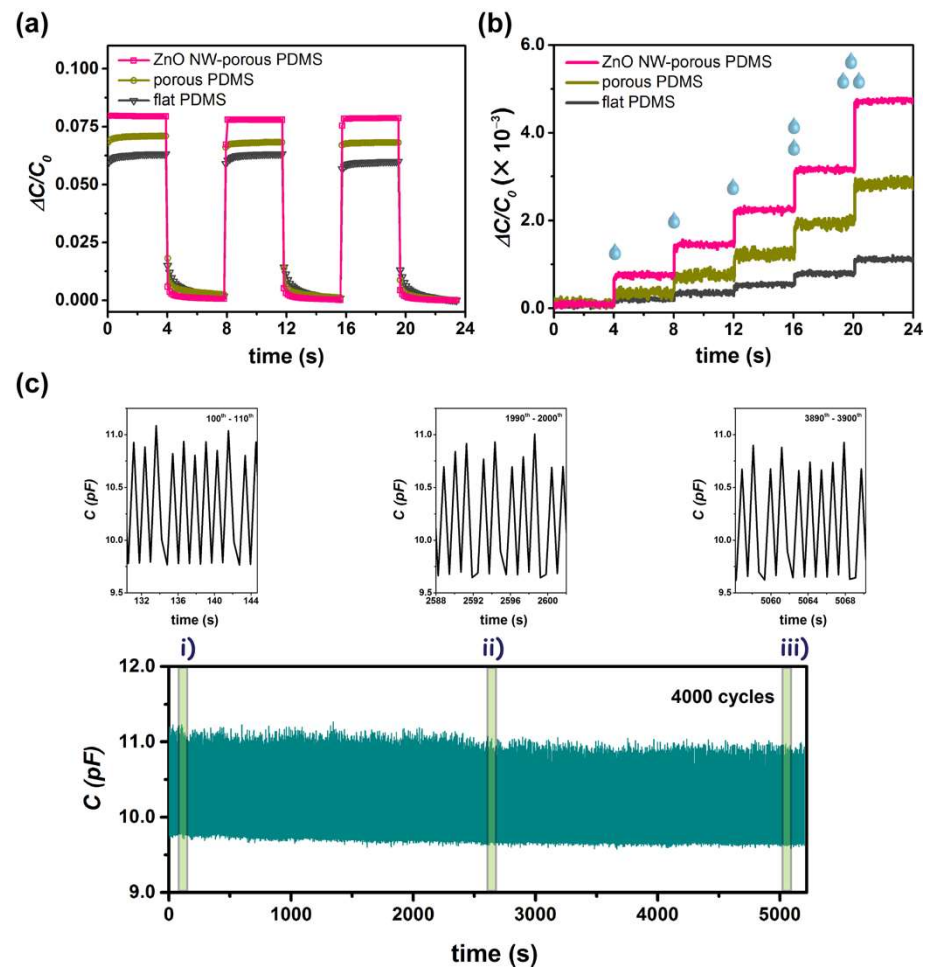 (a)
ΔC/C0
0.100
0.075
0.050
0.025
0.000
ZnO NW-porous PDMS
porous PDMS
flat PDMS
0 4 8 12 16 20 24
time (s)
(b)
ΔC/C0 (× 10⁻³)
6.0
4.0
2.0
0.0
ZnO NW-porous PDMS
porous PDMS
flat PDMS
0 4 8 12 16 20 24
time (s)
(c)
100th - 110th
C (pF)
11.0
10.5
10.0
9.5
132 136 140 144
time (s)
1990th - 2000th
C (pF)
11.0
10.5
10.0
9.5
2588 2592 2596 2600
time (s)
3890th - 3900th
C (pF)
11.0
10.5
10.0
9.5
5060 5064 5068
time (s)
i) ii) iii)
4000 cycles
C (pF)
12.0
11.0
10.0
9.0
0 1000 2000 3000 4000 5000
time (s)